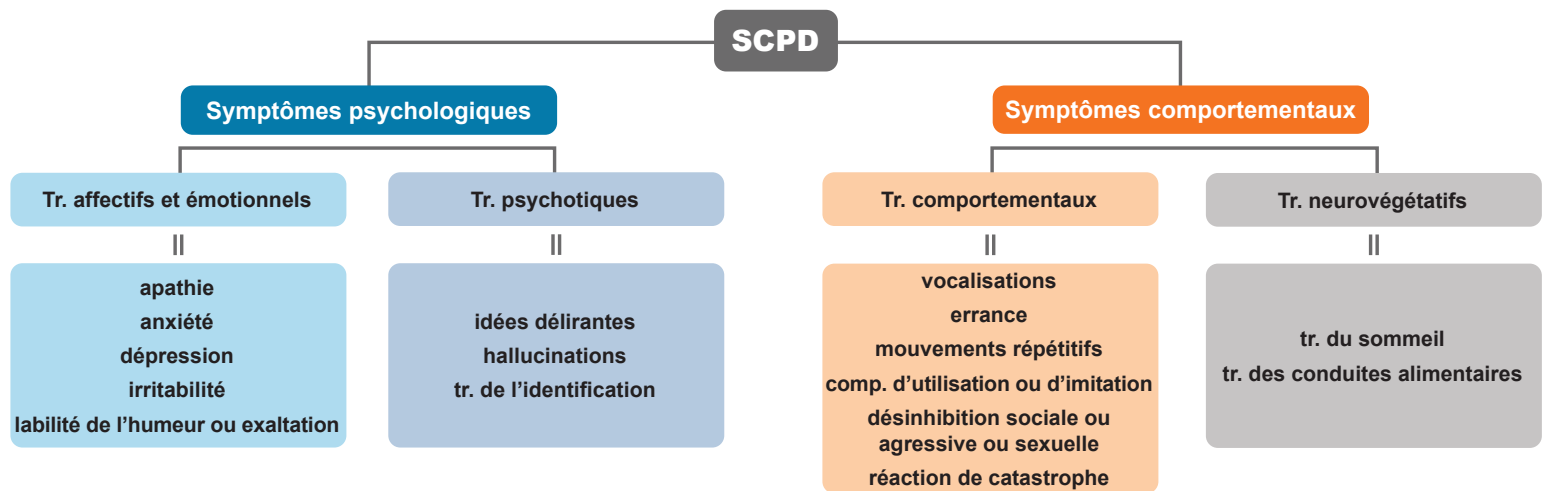 SCPD
Symptômes psychologiques
Symptômes comportementaux
Tr. affectifs et émotionnels
Tr. psychotiques
Tr. comportementaux
Tr. neurovégétatifs
apathie
anxiété
dépression
irritabilité
labilité de l’humeur ou exaltation
idées délirantes
hallucinations
tr. de l’identification
vocalisations
errance
mouvements répétitifs
comp. d’utilisation ou d’imitation
désinhibition sociale ou
agressive ou sexuelle
réaction de catastrophe
tr. du sommeil
tr. des conduites alimentaires